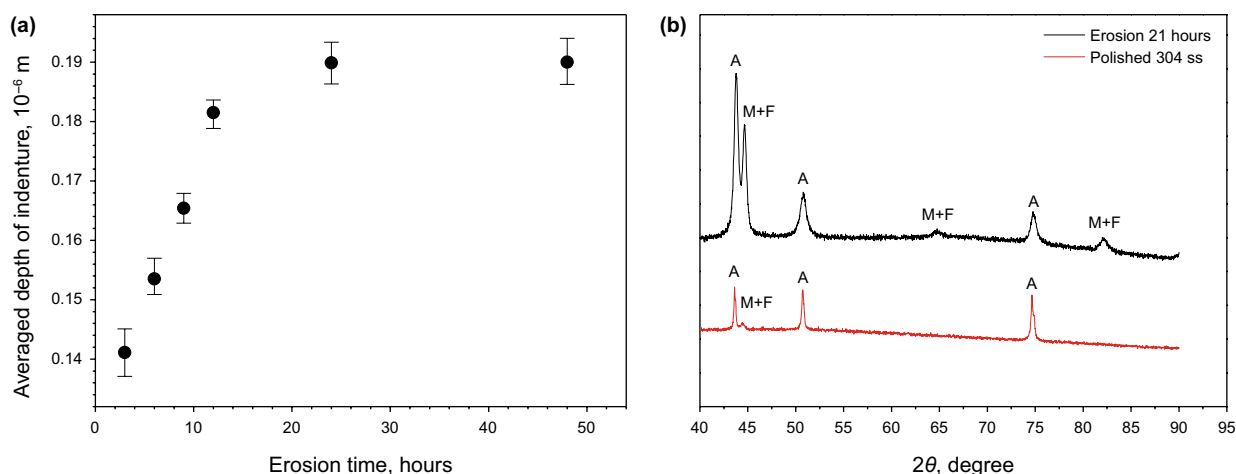 (a)
Averaged depth of indenture, 10⁻⁶ m
0.19
0.18
0.17
0.16
0.15
0.14
0 10 20 30 40 50
Erosion time, hours
(b)
Erosion 21 hours
Polished 304 ss
A
M+F
A
M+F
A
M+F
A
M+F
A
A
40 45 50 55 60 65 70 75 80 85 90 95
2θ, degree